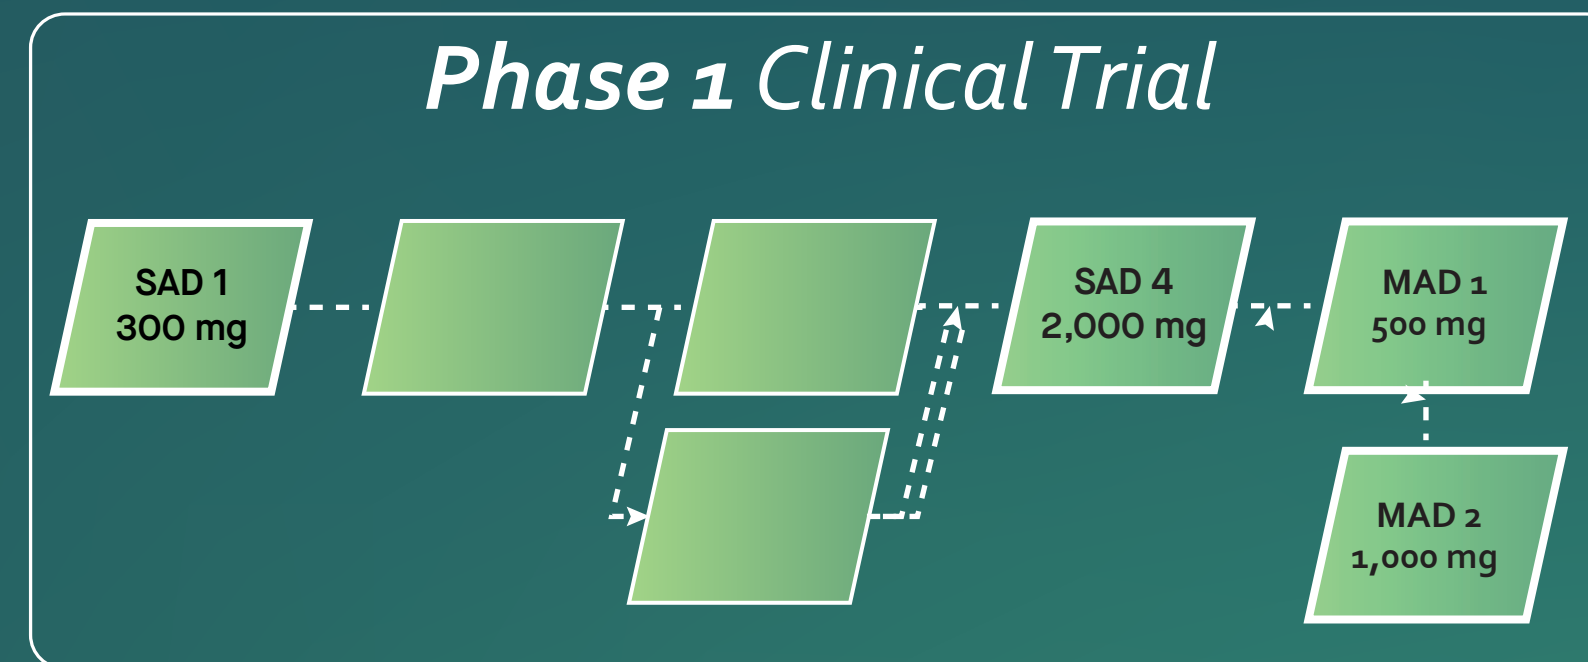 Phase 1 Clinical Trial
SAD 1
300 mg
SAD 4
2,000 mg
MAD 1
500 mg
MAD 2
1,000 mg